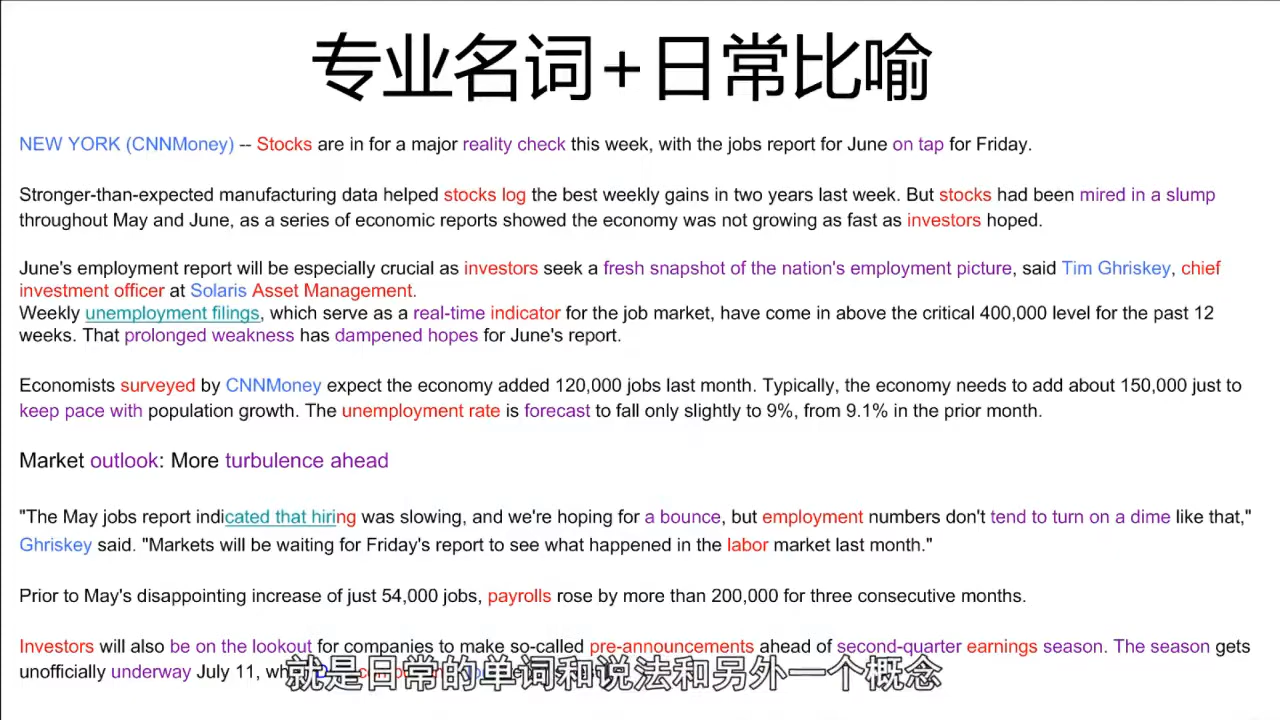 专业名词+日常比喻
NEW YORK (CNNMoney) -- Stocks are in for a major reality check this week, with the jobs report for June on tap for Friday.
Stronger-than-expected manufacturing data helped stocks log the best weekly gains in two years last week. But stocks had been mired in a slump
throughout May and June, as a series of economic reports showed the economy was not growing as fast as investors hoped.
June's employment report will be especially crucial as investors seek a fresh snapshot of the nation's employment picture, said Tim Ghriskey, chief
investment officer at Solaris Asset Management.
Weekly unemployment filings, which serve as a real-time indicator for the job market, have come in above the critical 400,000 level for the past 12
weeks. That prolonged weakness has dampened hopes for June's report.
Economists surveyed by CNNMoney expect the economy added 120,000 jobs last month. Typically, the economy needs to add about 150,000 just to
keep pace with population growth. The unemployment rate is forecast to fall only slightly to 9%, from 9.1% in the prior month.
Market outlook: More turbulence ahead
"The May jobs report indicated that hiring was slowing, and we're hoping for a bounce, but employment numbers don't tend to turn on a dime like that,"
Ghriskey said. "Markets will be waiting for Friday's report to see what happened in the labor market last month."
Prior to May's disappointing increase of just 54,000 jobs, payrolls rose by more than 200,000 for three consecutive months.
Investors will also be on the lookout for companies to make so-called pre-announcements ahead of second-quarter earnings season. The season gets
unofficially underway July 11,
就是日常的单词和说法和另外一个概念